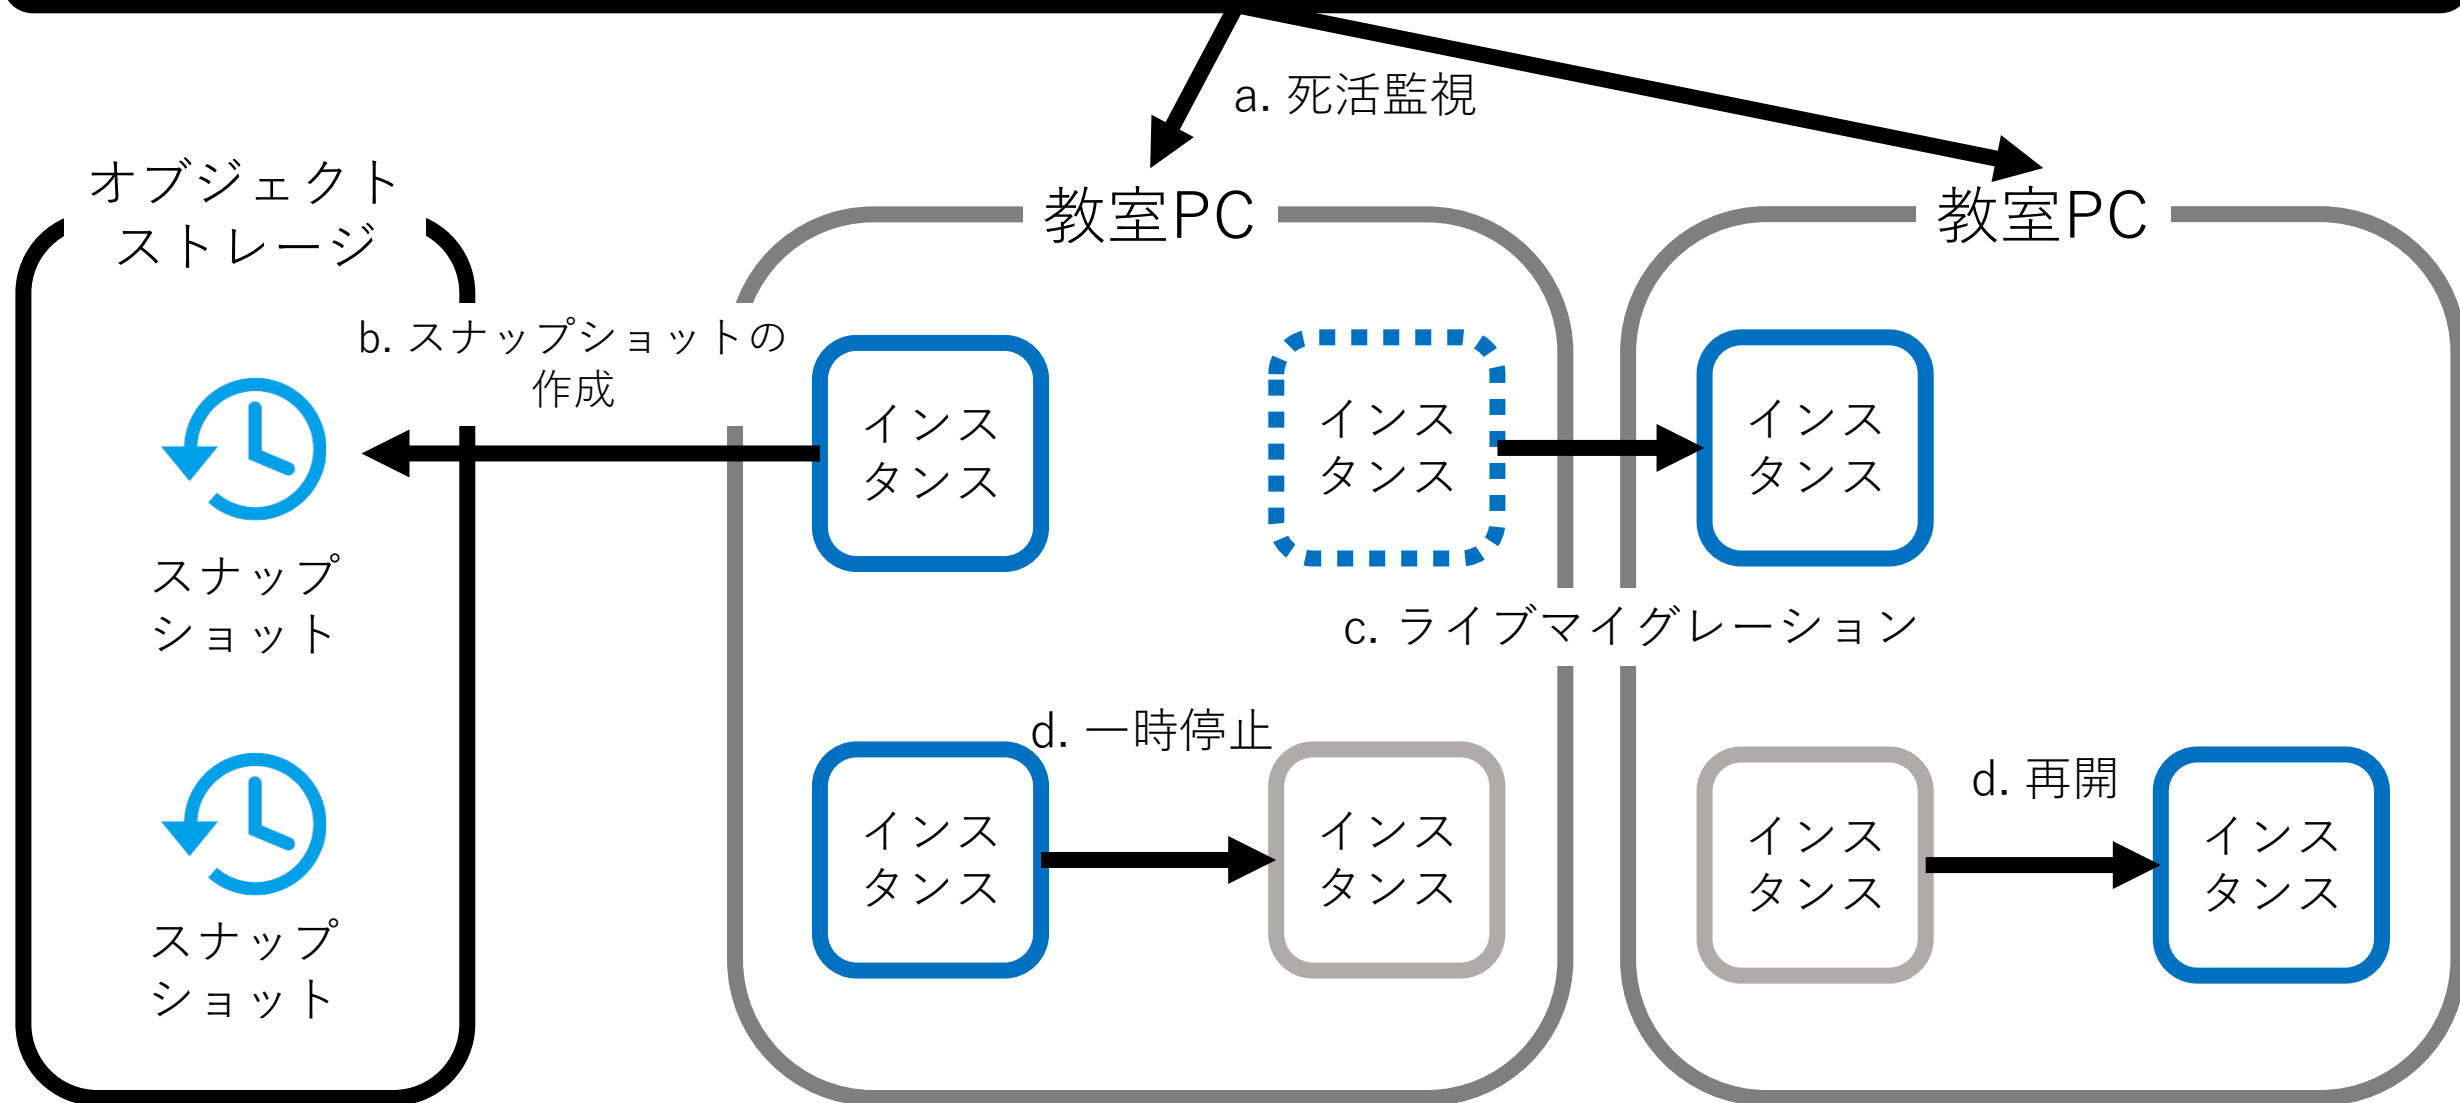 a. 死活監視
オブジェクト
ストレージ
教室PC
教室PC
b. スナップショットの
作成
インス
タンス
インス
タンス
インス
タンス
スナップ
ショット
c. ライブマイグレーション
d. 一時停止
d. 再開
インス
タンス
インス
タンス
インス
タンス
インス
タンス
スナップ
ショット